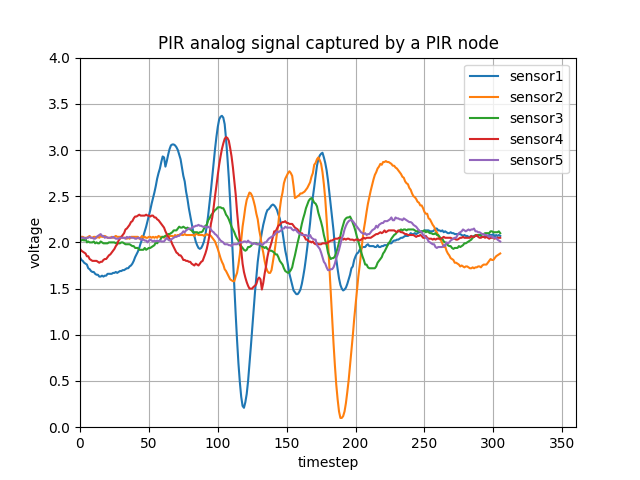 PIR analog signal captured by a PIR node
4.0
3.5
3.0
2.5
2.0
1.5
1.0
0.5
0.0
voltage
sensor1
sensor2
sensor3
sensor4
sensor5
0 50 100 150 200 250 300 350
timestep